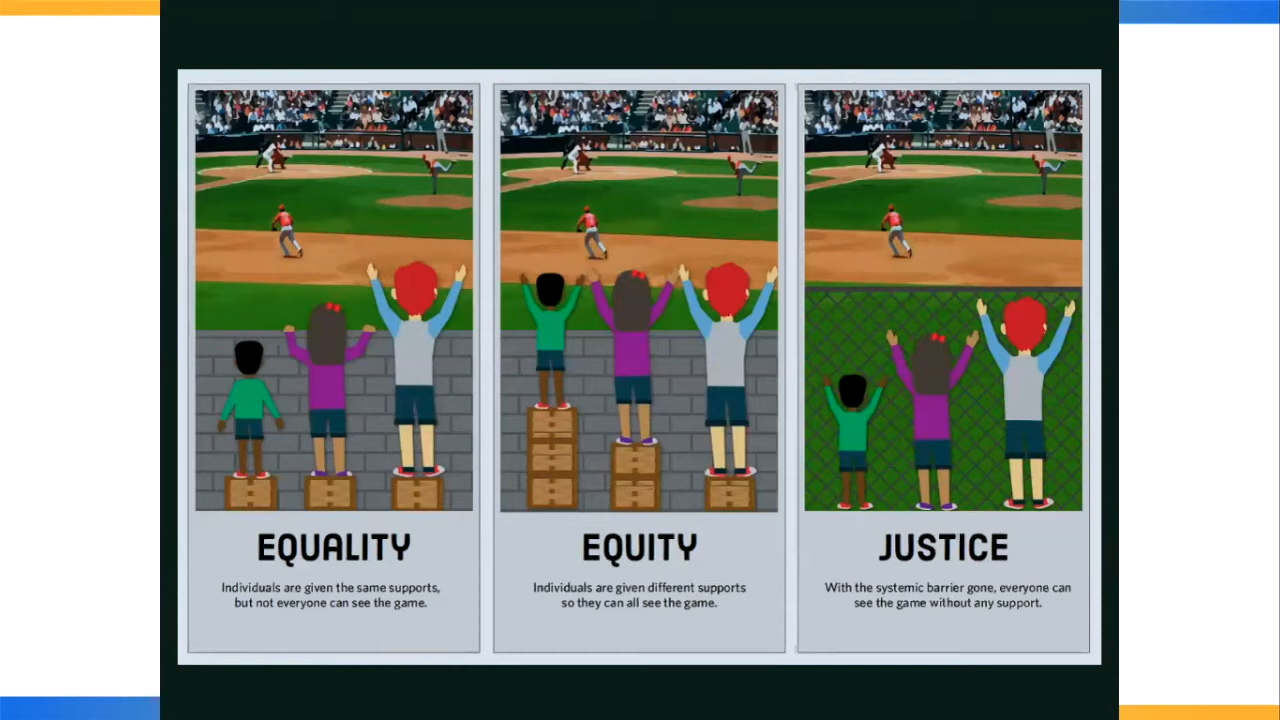 EQUALITY
Individuals are given the same supports,
but not everyone can see the game.
EQUITY
Individuals are given different supports
so they can all see the game.
JUSTICE
With the systemic barrier gone, everyone can
see the game without any support.